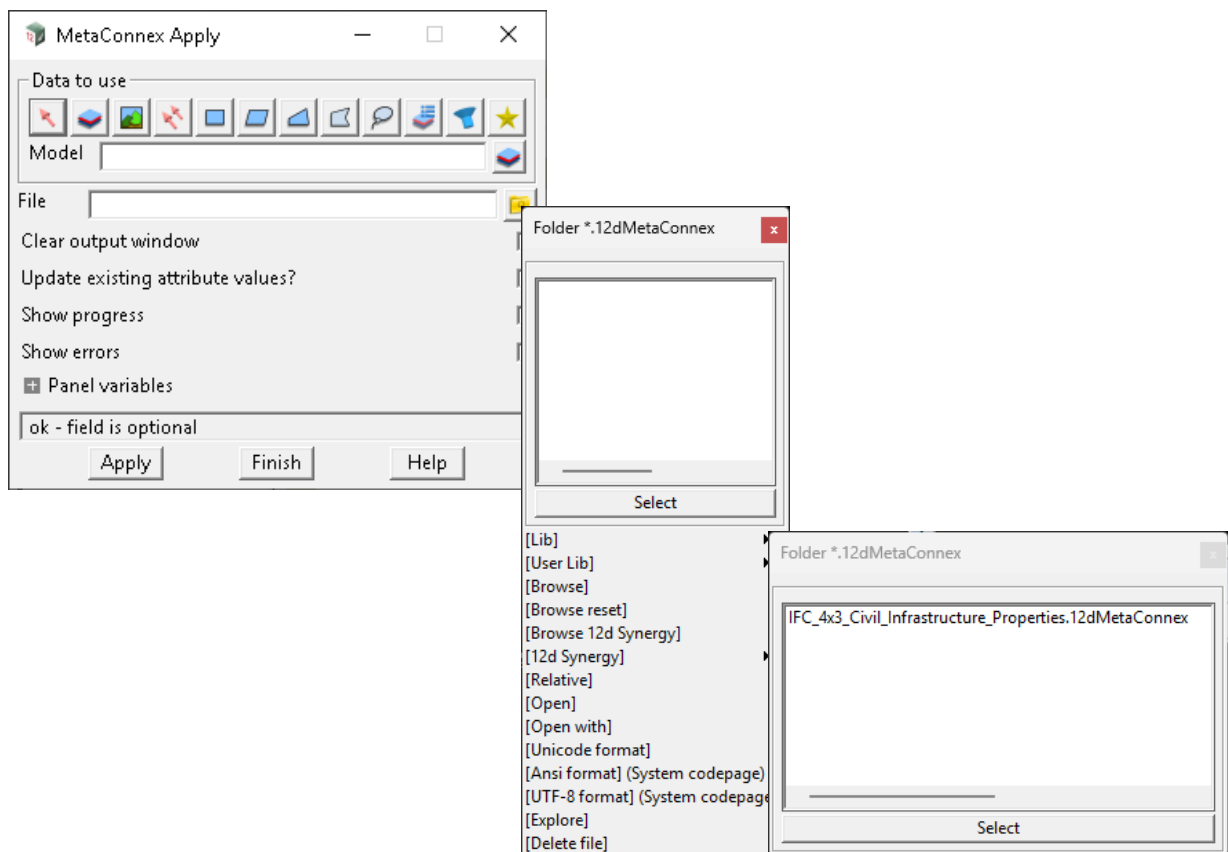 MetaConnex Apply
Data to use
Model
File
Clear output window
Update existing attribute values?
Show progress
Show errors
Panel variables
ok - field is optional
Apply Finish Help
Folder *.12dMetaConnex
Select
[Lib]
[User Lib]
[Browse]
[Browse reset]
[Browse 12d Synergy]
[12d Synergy]
[Relative]
[Open]
[Open with]
[Unicode format]
[Ansi format] (System codepage)
[UTF-8 format] (System codepage
[Explore]
[Delete file]
Folder *.12dMetaConnex
IFC_4x3_Civil_Infrastructure_Properties.12dMetaConnex
Select